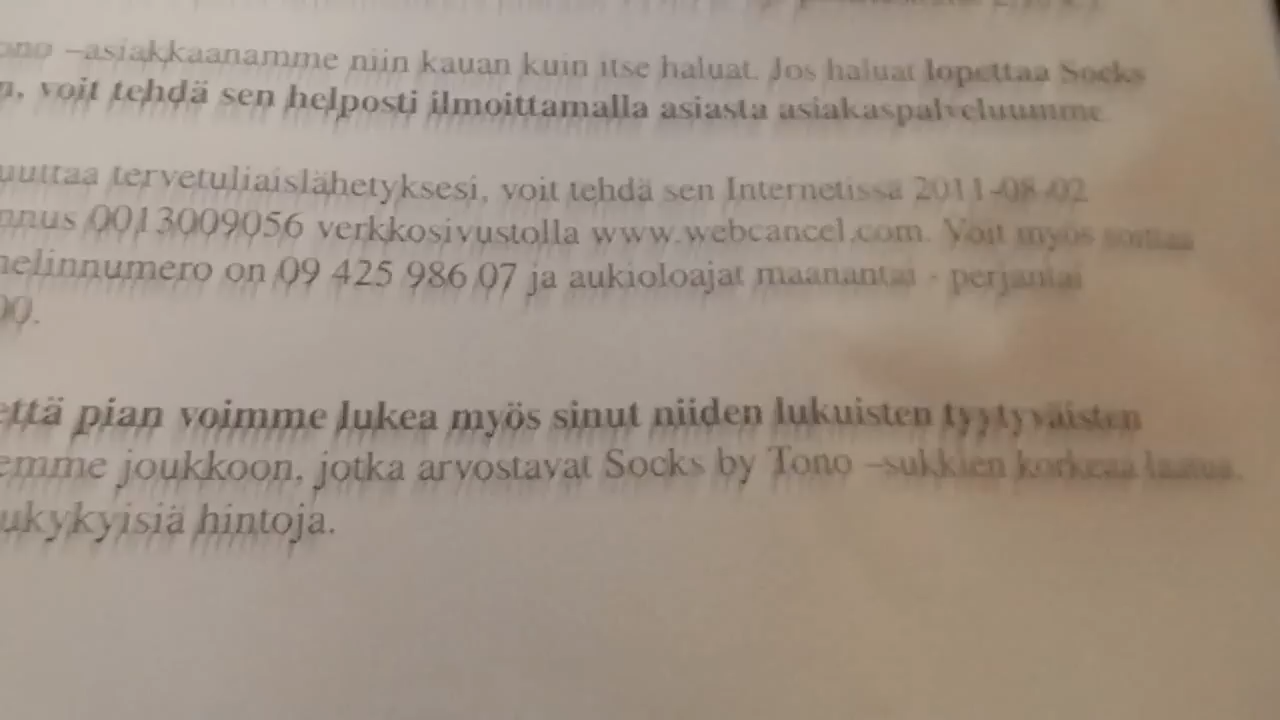 –asiakkaanamme niin kauan kuin itse haluat. Jos haluat lopettaa Socks
voit tehdä sen helposti ilmoittamalla asiasta asiakaspalveluumme
tervetuliaislähetyksesi, voit tehdä sen Internetissä 2011-08-02
0013009056 verkkosivustolla www.webcancel.com. Voit myös soittaa
on 09 425 986 07 ja aukioloajat maanantai - perjantai
00.
että pian voimme lukea myös sinut niiden lukuisten tyytyväisten
joukkoon, jotka arvostavat Socks by Tono –sukkien korkeaa laatua
hintoja.